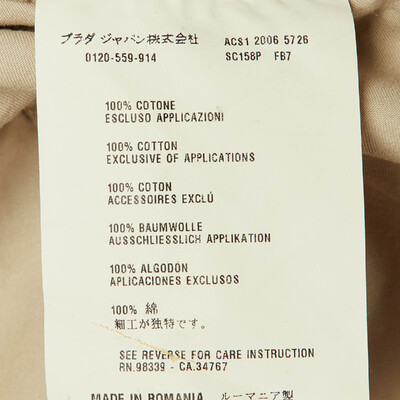 プラダ ジャパン株式会社 ACS1 2006 5726
0120-559-914 SC158P FB7
100% COTONE
ESCLUSO APPLICAZIONI
100% COTTON
EXCLUSIVE OF APPLICATIONS
100% COTON
ACCESSOIRES EXCLÚ
100% BAUMWOLLE
AUSSCHLIESSLICH APPLIKATION
100% ALGODÓN
APLICACIONES EXCLUSOS
100% 綿
細工が独特です。
SEE REVERSE FOR CARE INSTRUCTION
RN.98339 - CA.34767
MADE IN ROMANIA ルーマニア製